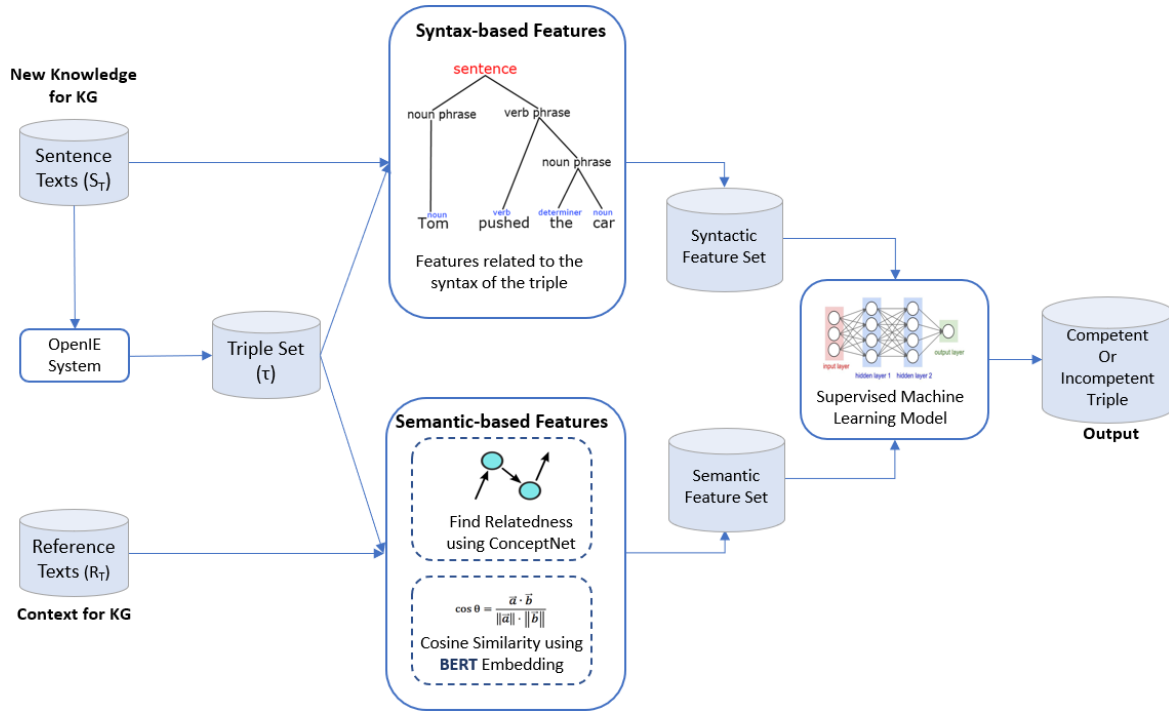 New Knowledge
for KG
Sentence
Texts (S_T)
OpenIE
System
Triple Set
(τ)
Reference
Texts (R_T)
Context for KG
Syntax-based Features
sentence
noun phrase
verb phrase
noun phrase
noun
verb
determiner
noun
Tom
pushed
the
car
Features related to the
syntax of the triple
Semantic-based Features
Find Relatedness
using ConceptNet
cos θ = a⃗ · b⃗ / ‖a⃗‖ · ‖b⃗‖
Cosine Similarity using
BERT Embedding
Syntactic
Feature Set
Semantic
Feature Set
input layer
hidden layer 1
hidden layer 2
output layer
Supervised Machine
Learning Model
Competent
Or
Incompetent
Triple
Output